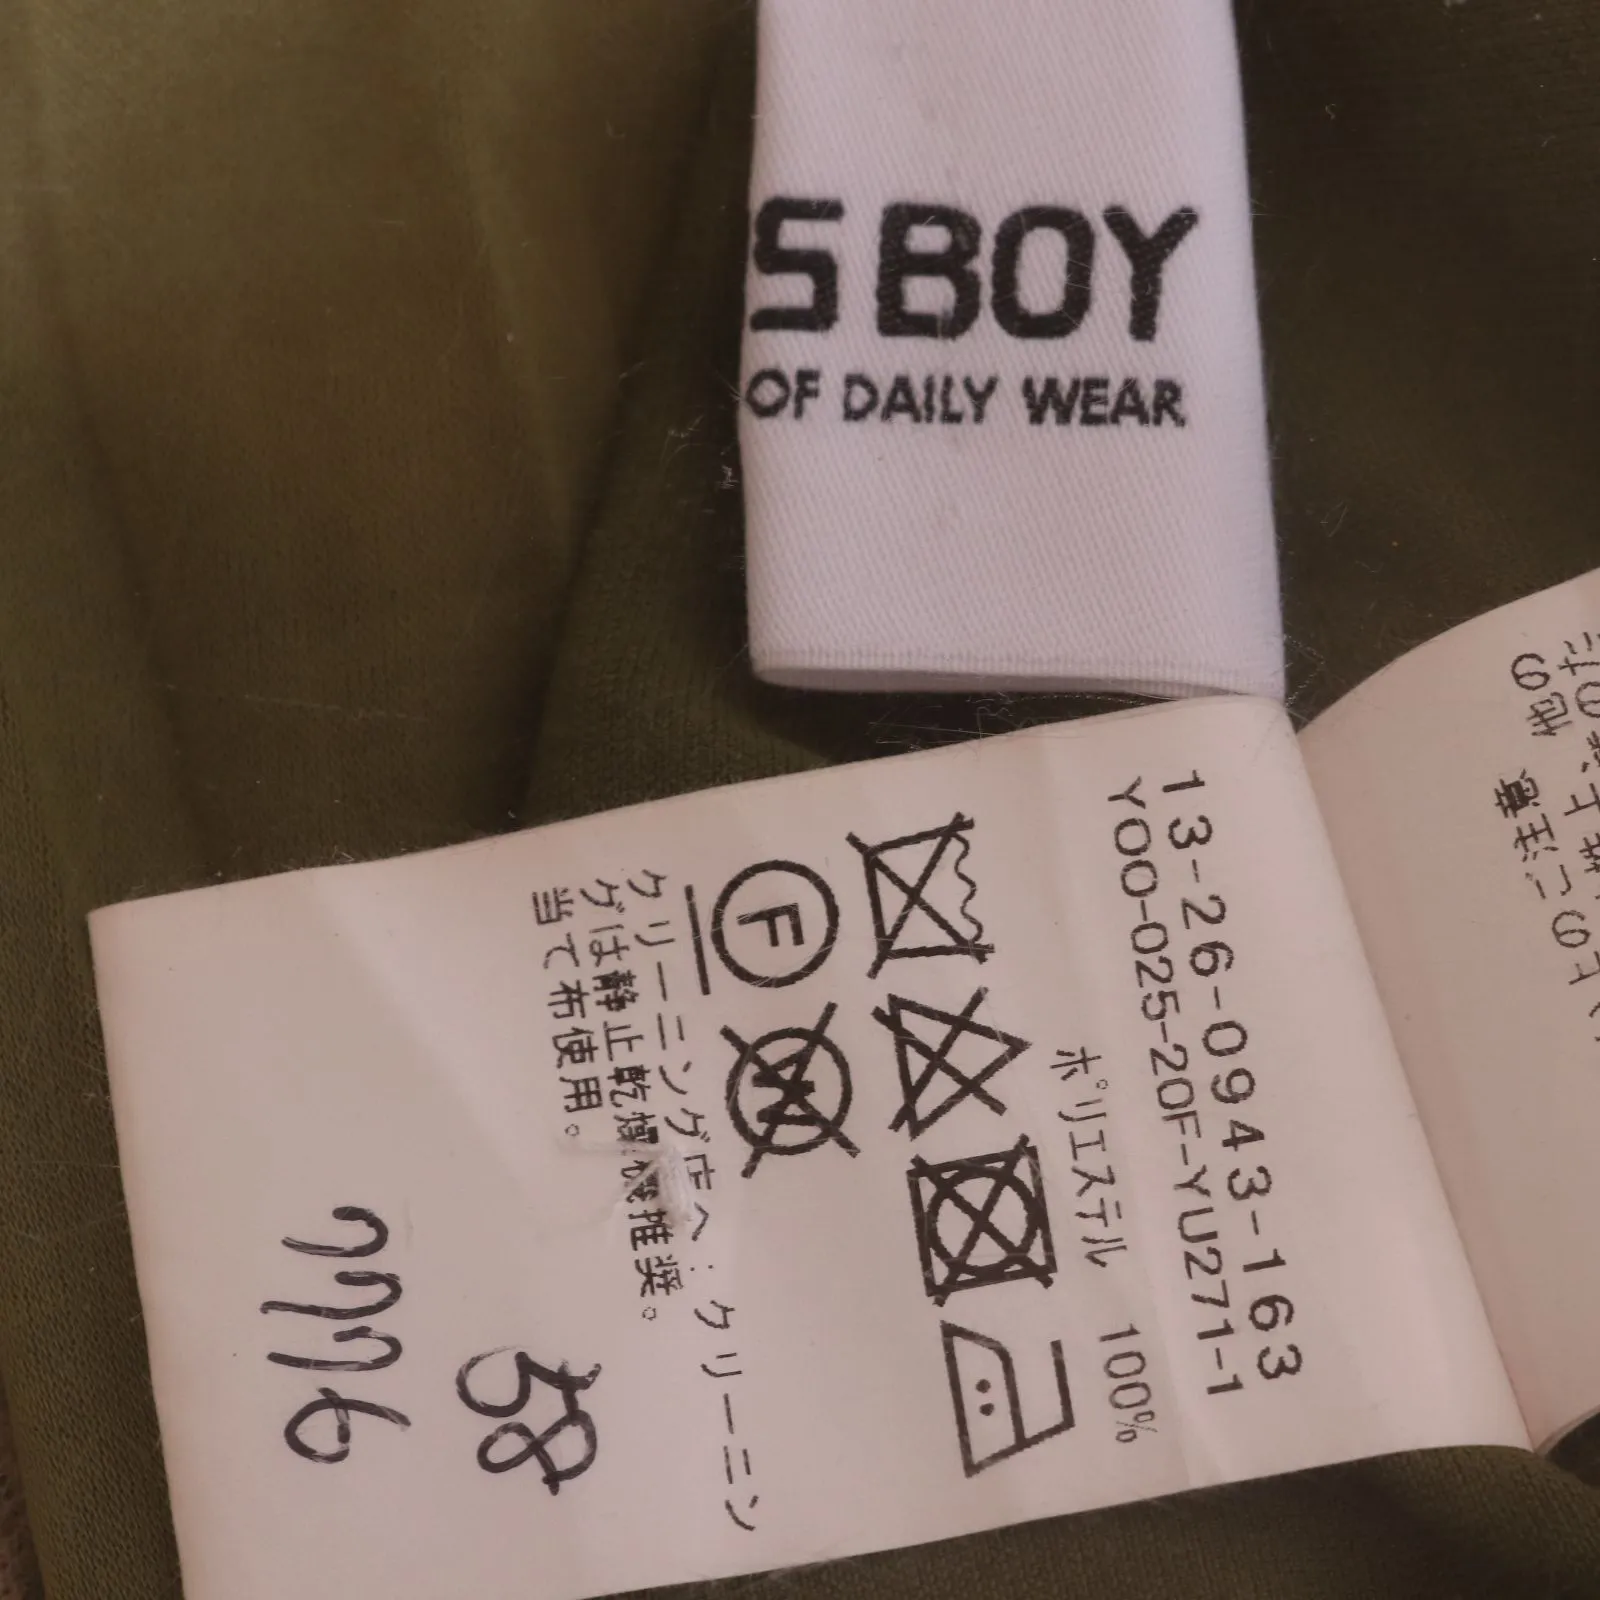 S BOY
OF DAILY WEAR
13-26-0943-163
YOO-025-20F-YU271-1
ポリエステル 100%
F
W
クリーニング店へ:クリーニン
グは静止乾燥機推奨。
当て布使用。
58